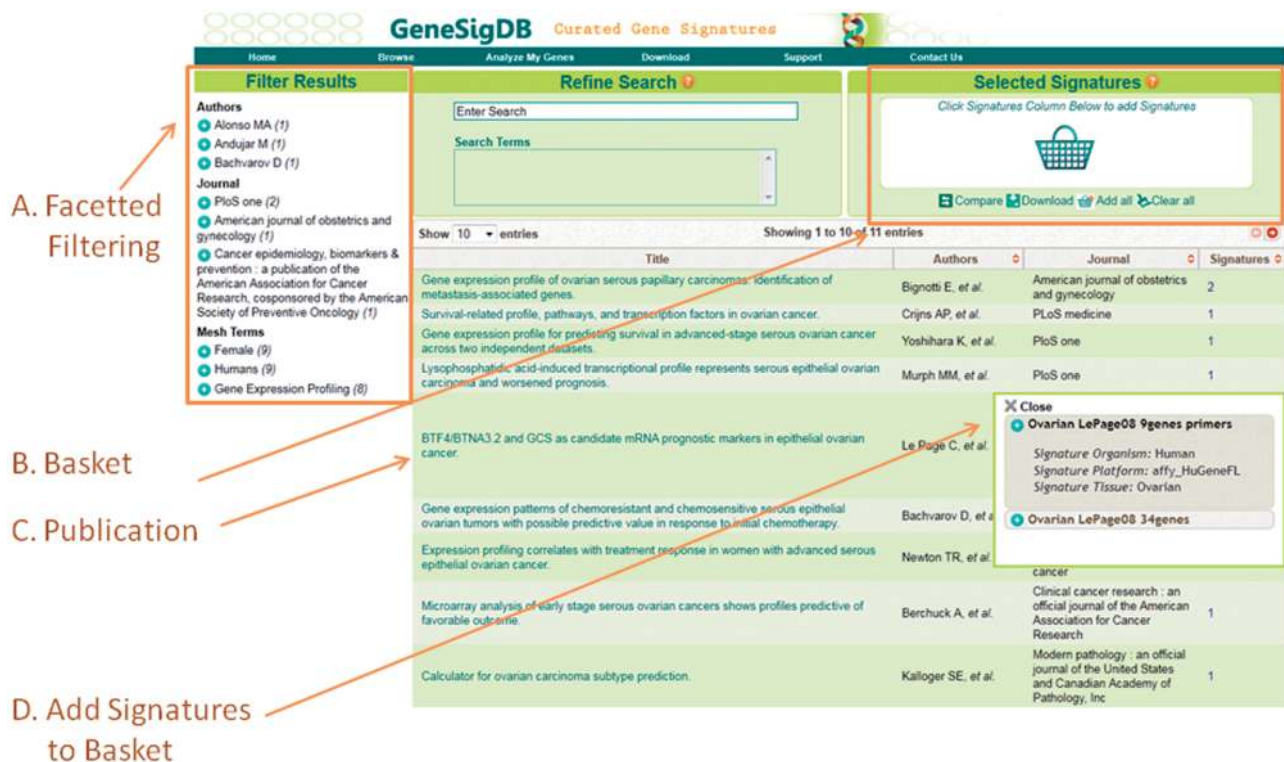 GeneSigDB Curated Gene Signatures
Home Browse Analyze My Genes Download Support Contact Us
Filter Results
Authors
Alonso MA (1)
Andujar M (1)
Bachvarov D (1)
Journal
PloS one (2)
American journal of obstetrics and
gynecology (1)
Cancer epidemiology, biomarkers &
prevention : a publication of the
American Association for Cancer
Research, cosponsored by the American
Society of Preventive Oncology (1)
Mesh Terms
Female (9)
Humans (9)
Gene Expression Profiling (8)
Refine Search ?
Enter Search
Search Terms
Selected Signatures ?
Click Signatures Column Below to add Signatures
Compare Download Add all Clear all
Show 10 entries
Showing 1 to 10 of 11 entries
Title Authors Journal Signatures
Gene expression profile of ovarian serous papillary carcinomas: identification of
metastasis-associated genes.
Bignotti E, et al.
American journal of obstetrics
and gynecology
2
Survival-related profile, pathways, and transcription factors in ovarian cancer.
Crijns AP, et al.
PLoS medicine
1
Gene expression profile for predicting survival in advanced-stage serous ovarian cancer
across two independent datasets.
Yoshihara K, et al.
PloS one
1
Lysophosphatidic acid-induced transcriptional profile represents serous epithelial ovarian
carcinoma and worsened prognosis.
Murph MM, et al.
PloS one
1
BTF4/BTNA3.2 and GCS as candidate mRNA prognostic markers in epithelial ovarian
cancer.
Le Page C, et al.
Gene expression patterns of chemoresistant and chemosensitive serous epithelial
ovarian tumors with possible predictive value in response to initial chemotherapy.
Bachvarov D, et a
Expression profiling correlates with treatment response in women with advanced serous
epithelial ovarian cancer.
Newton TR, et al.
cancer
Microarray analysis of early stage serous ovarian cancers shows profiles predictive of
favorable outcome.
Berchuck A, et al.
Clinical cancer research : an
official journal of the American
Association for Cancer
Research
1
Calculator for ovarian carcinoma subtype prediction.
Kalloger SE, et al.
Modern pathology : an official
journal of the United States
and Canadian Academy of
Pathology, Inc
1
X Close
Ovarian LePage08 9genes primers
Signature Organism: Human
Signature Platform: affy_HuGeneFL
Signature Tissue: Ovarian
Ovarian LePage08 34genes
A. Facetted
Filtering
B. Basket
C. Publication
D. Add Signatures
to Basket